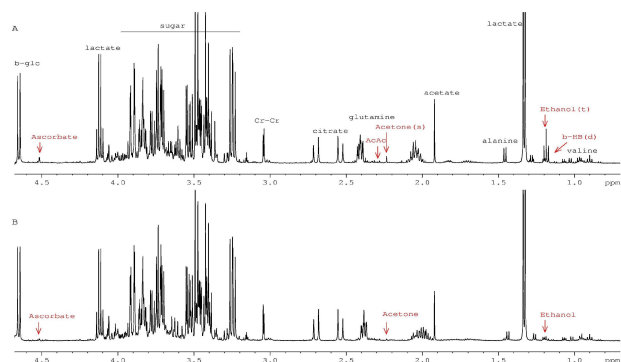 A
sugar
lactate
b-glc
lactate
Cr-Cr
acetate
glutamine
citrate
Ascorbate
AcAc
Acetone(s)
Ethanol(t)
b-HB(d)
alanine
valine
4.5 4.0 3.5 3.0 2.5 2.0 1.5 1.0 ppm
B
Ascorbate
Acetone
Ethanol
4.5 4.0 3.5 3.0 2.5 2.0 1.5 1.0 ppm